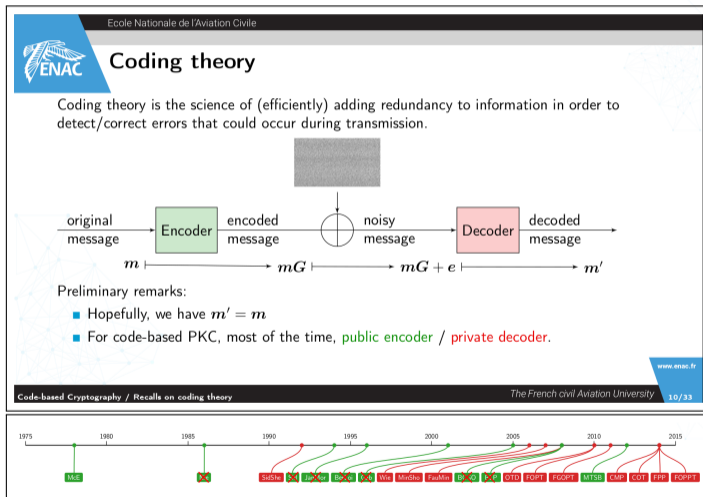 Ecole Nationale de l'Aviation Civile
ENAC
Coding theory
Coding theory is the science of (efficiently) adding redundancy to information in order to
detect/correct errors that could occur during transmission.
original
message
Encoder
encoded
message
noisy
message
Decoder
decoded
message
m
mG
mG + e
m′
Preliminary remarks:
Hopefully, we have m′ = m
For code-based PKC, most of the time, public encoder / private decoder.
www.enac.fr
Code-based Cryptography / Recalls on coding theory
The French civil Aviation University
10/33
1975 1980 1985 1990 1995 2000 2005 2010 2015
McE
SidShe
Wie MinSho FauMin
OTD FOPT FGOPT MTSB CMP COT FPP FOPPT